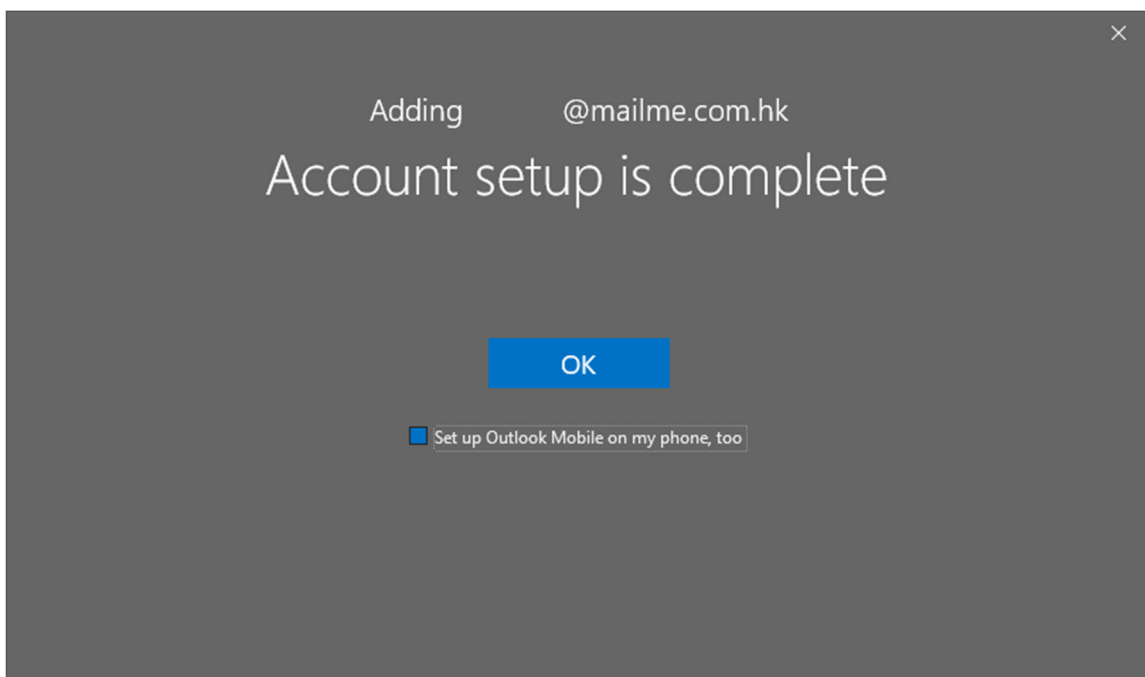 Adding @mailme.com.hk
Account setup is complete
OK
Set up Outlook Mobile on my phone, too